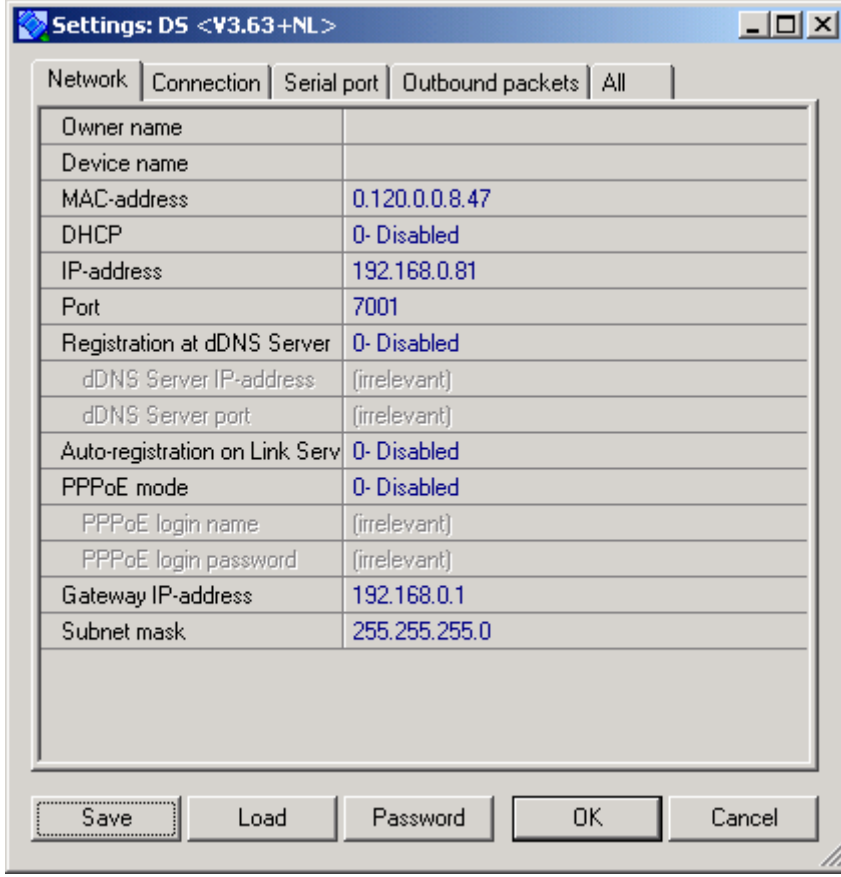 Settings: DS <V3.63+NL>
Network Connection Serial port Outbound packets All
Owner name
Device name
MAC-address 0.120.0.0.8.47
DHCP 0- Disabled
IP-address 192.168.0.81
Port 7001
Registration at dDNS Server 0- Disabled
dDNS Server IP-address (irrelevant)
dDNS Server port (irrelevant)
Auto-registration on Link Serv 0- Disabled
PPPoE mode 0- Disabled
PPPoE login name (irrelevant)
PPPoE login password (irrelevant)
Gateway IP-address 192.168.0.1
Subnet mask 255.255.255.0
Save Load Password OK Cancel